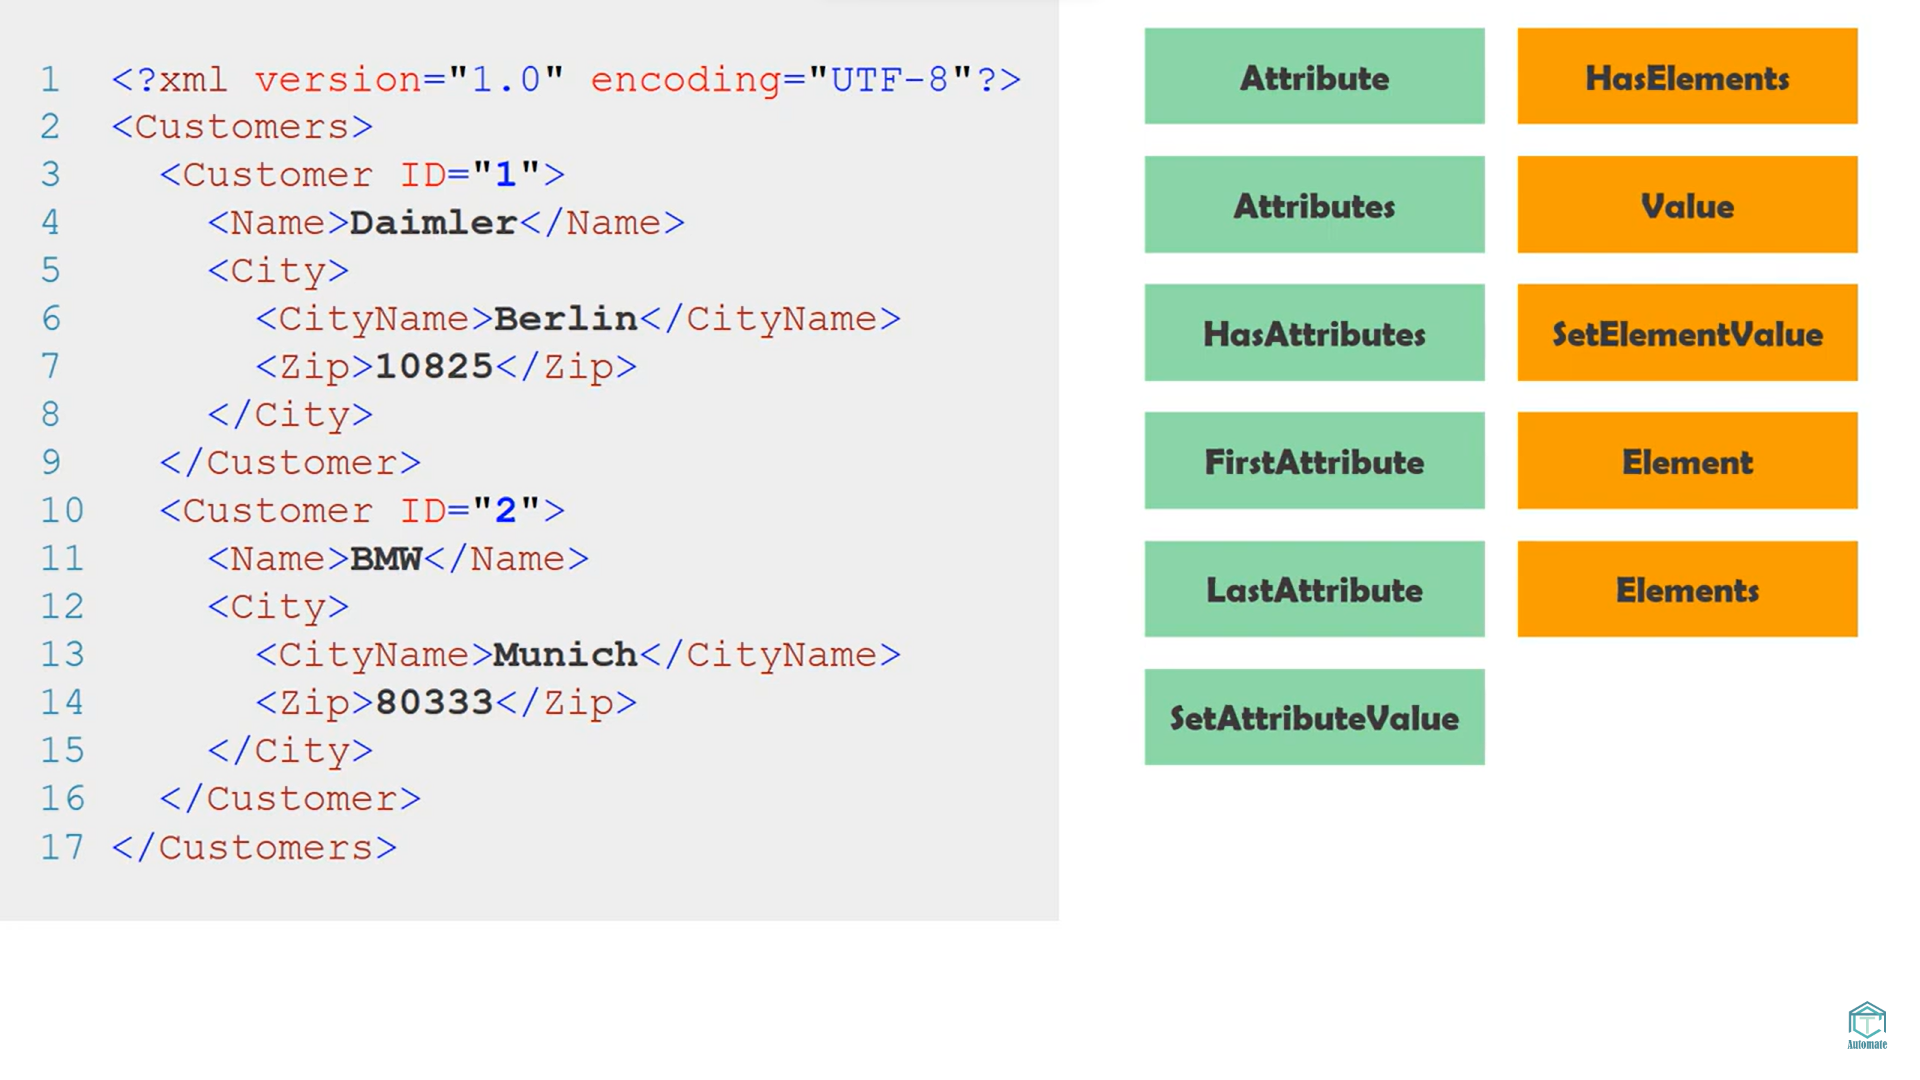 1 <?xml version="1.0" encoding="UTF-8"?>
2 <Customers>
3 <Customer ID="1">
4 <Name>Daimler</Name>
5 <City>
6 <CityName>Berlin</CityName>
7 <Zip>10825</Zip>
8 </City>
9 </Customer>
10 <Customer ID="2">
11 <Name>BMW</Name>
12 <City>
13 <CityName>Munich</CityName>
14 <Zip>80333</Zip>
15 </City>
16 </Customer>
17 </Customers>
Attribute
Attributes
HasAttributes
FirstAttribute
LastAttribute
SetAttributeValue
HasElements
Value
SetElementValue
Element
Elements
Automate